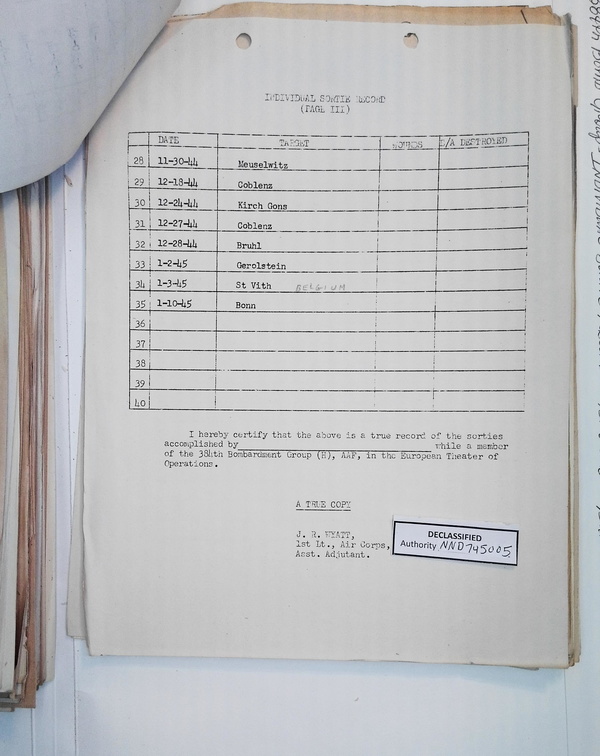 INDIVIDUAL SORTIE RECORD
(PAGE III)
DATE TARGET HOURS E/A DESTROYED
28 11-30-44 Meuselwitz
29 12-18-44 Coblenz
30 12-24-44 Kirch Gons
31 12-27-44 Coblenz
32 12-28-44 Bruhl
33 1-2-45 Gerolstein
34 1-3-45 St Vith BELGIUM
35 1-10-45 Bonn
36
37
38
39
40
I hereby certify that the above is a true record of the sorties
accomplished by while a member
of the 384th Bombardment Group (H), AAF, in the European Theater of
Operations.
A TRUE COPY
J. R. WYATT,
1st Lt., Air Corps,
Asst. Adjutant.
DECLASSIFIED
Authority NND745005